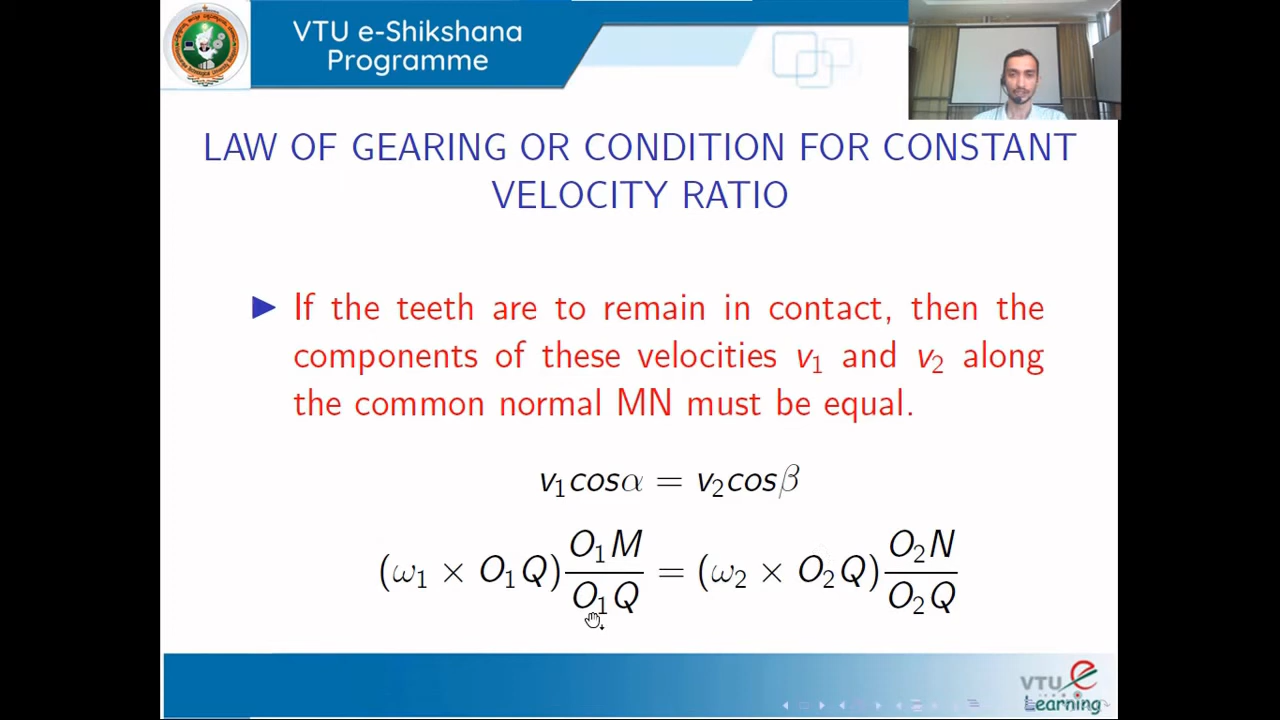 VTU e-Shikshana
Programme
LAW OF GEARING OR CONDITION FOR CONSTANT
VELOCITY RATIO
If the teeth are to remain in contact, then the
components of these velocities v₁ and v₂ along
the common normal MN must be equal.
v₁cosα = v₂cosβ
(ω₁ × O₁Q) O₁M/O₁Q = (ω₂ × O₂Q) O₂N/O₂Q
VTU e
Learning